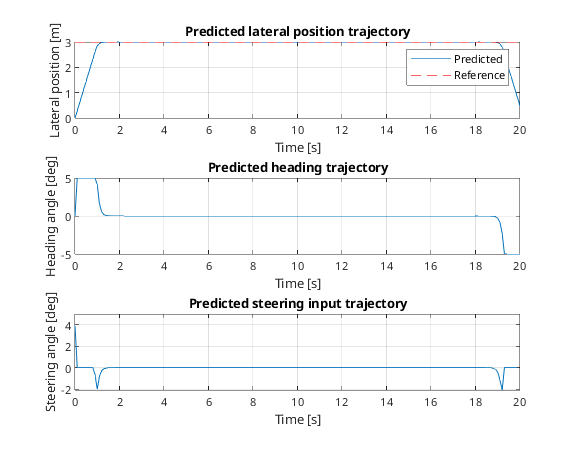 Predicted lateral position trajectory
Lateral position [m]
3
2
1
0
Predicted
Reference
0 2 4 6 8 10 12 14 16 18 20
Time [s]
Predicted heading trajectory
Heading angle [deg]
5
0
-5
0 2 4 6 8 10 12 14 16 18 20
Time [s]
Predicted steering input trajectory
Steering angle [deg]
4
2
0
-2
0 2 4 6 8 10 12 14 16 18 20
Time [s]